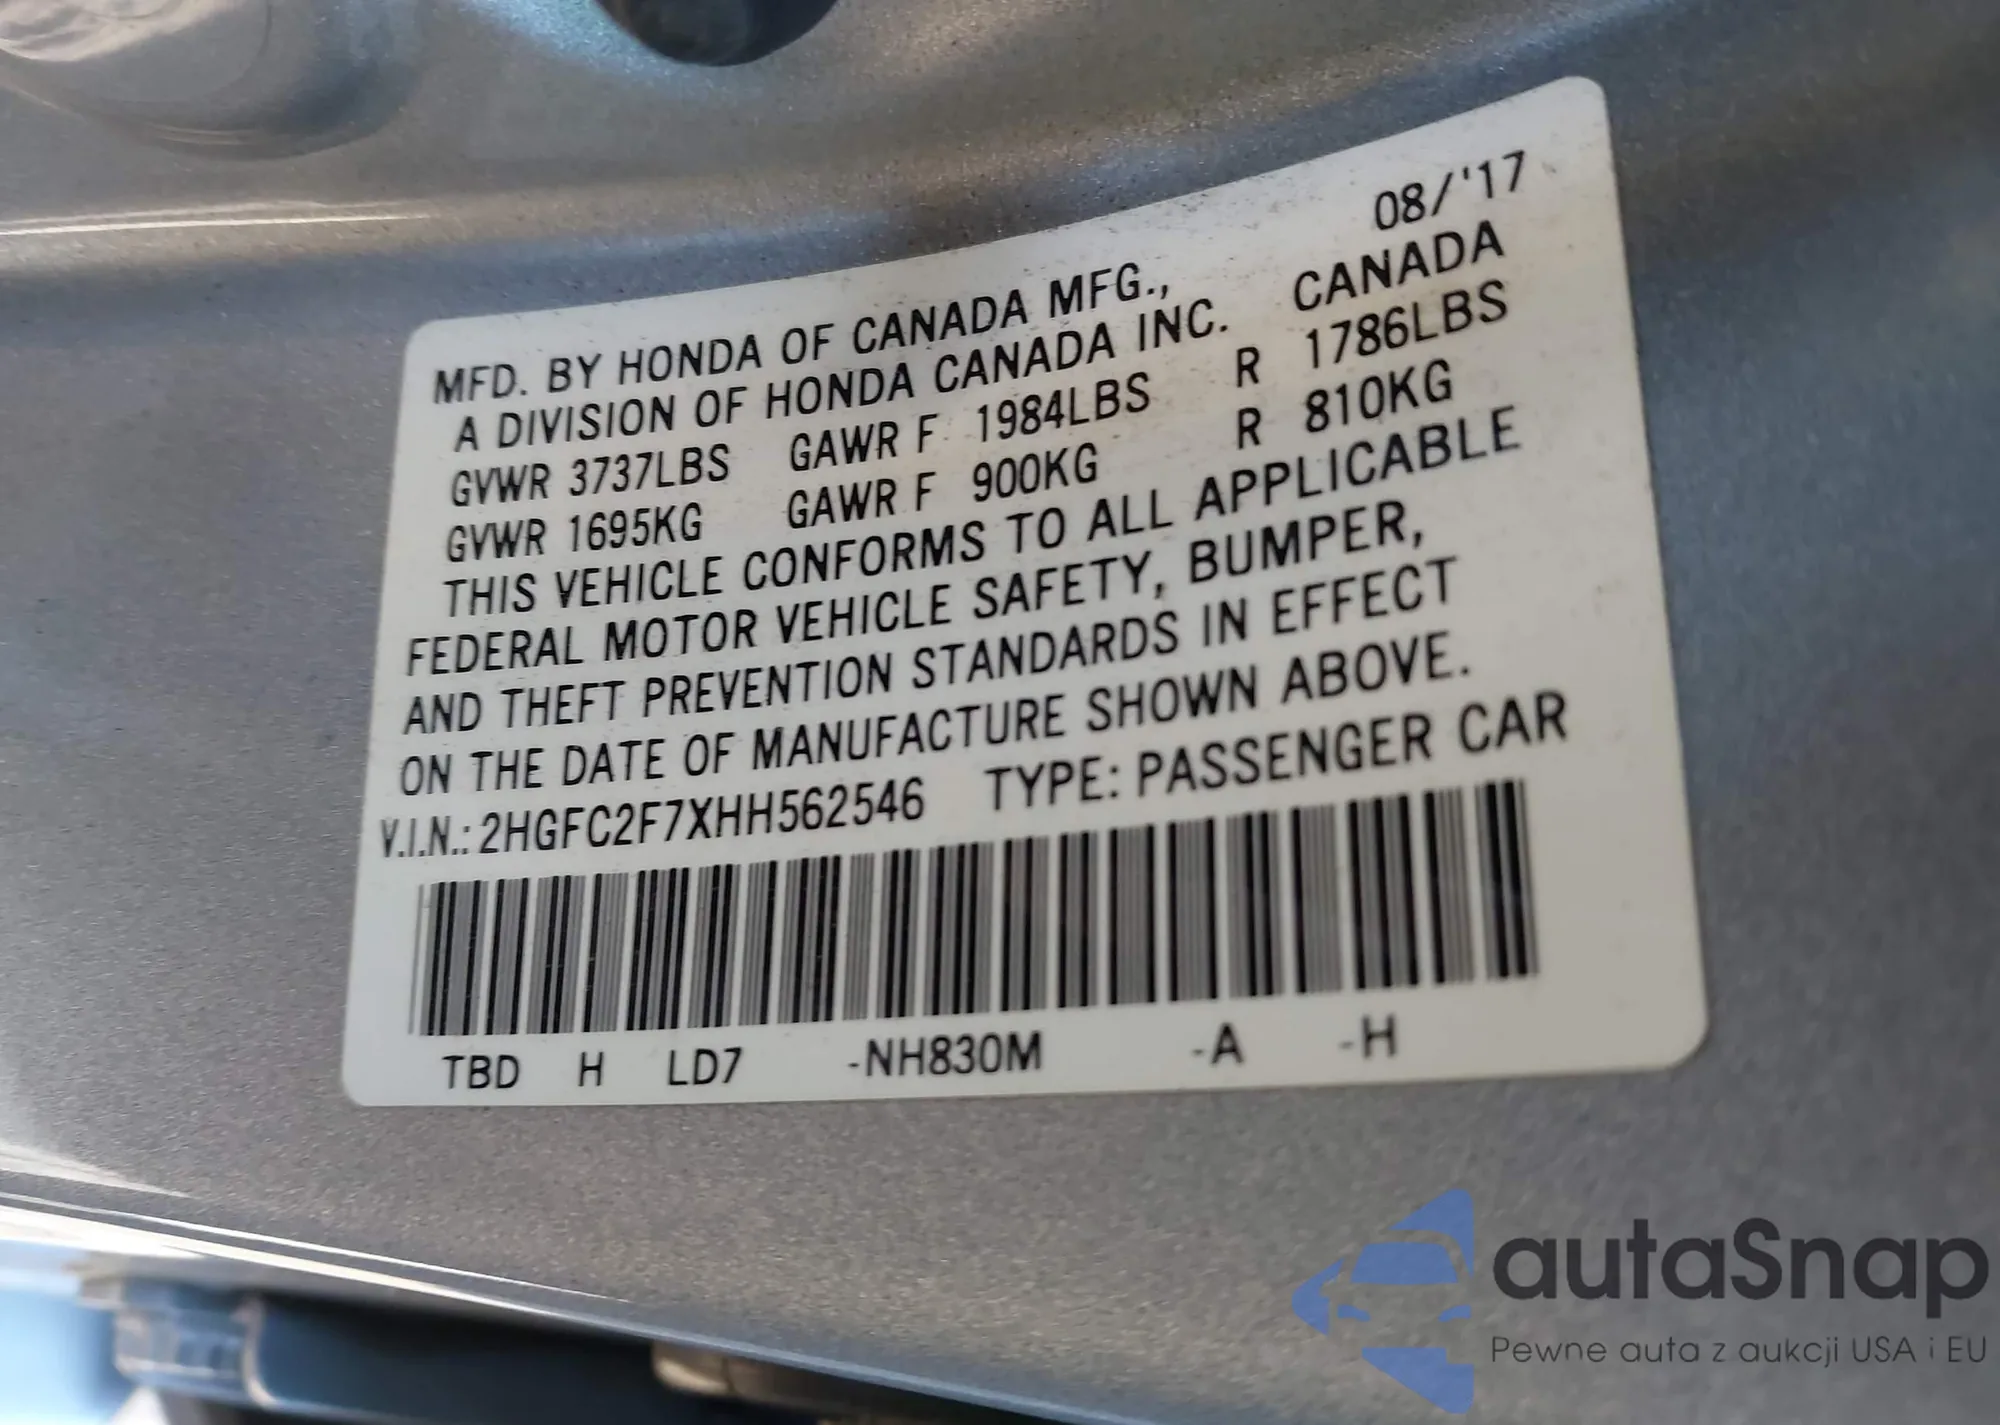 08/'17
MFD. BY HONDA OF CANADA MFG.,
A DIVISION OF HONDA CANADA INC. CANADA
GVWR 3737LBS GAWR F 1984LBS R 1786LBS
GVWR 1695KG GAWR F 900KG R 810KG
THIS VEHICLE CONFORMS TO ALL APPLICABLE
FEDERAL MOTOR VEHICLE SAFETY, BUMPER,
AND THEFT PREVENTION STANDARDS IN EFFECT
ON THE DATE OF MANUFACTURE SHOWN ABOVE.
V.I.N.: 2HGFC2F7XHH562546 TYPE: PASSENGER CAR
TBD H LD7 -NH830M -A -H
autaSnap
Pewne auta z aukcji USA i EU